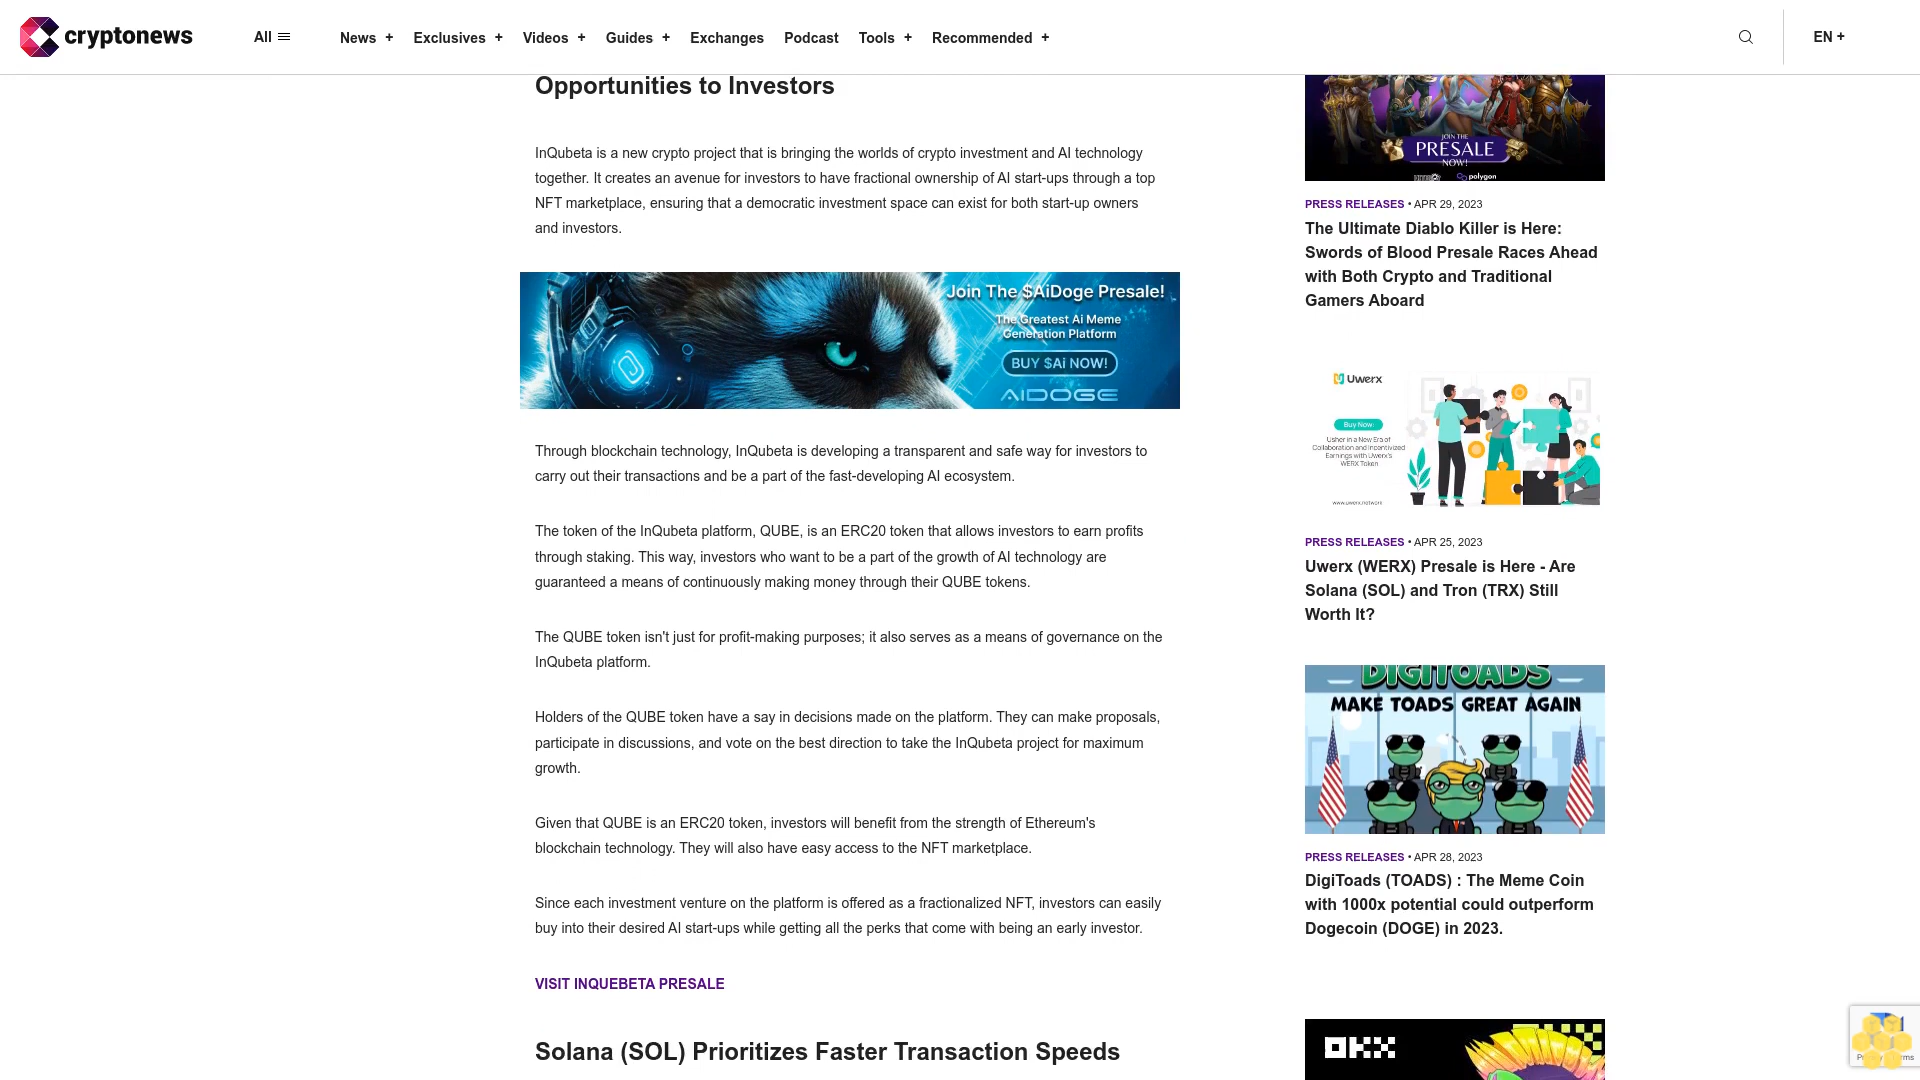 cryptonews
All
News +
Exclusives +
Videos +
Guides +
Exchanges
Podcast
Tools +
Recommended +
EN +
Opportunities to Investors
InQubeta is a new crypto project that is bringing the worlds of crypto investment and AI technology
together. It creates an avenue for investors to have fractional ownership of AI start-ups through a top
NFT marketplace, ensuring that a democratic investment space can exist for both start-up owners
and investors.
Join The $AiDoge Presale!
The Greatest Ai Meme
Generation Platform
BUY $Ai NOW!
AIDOGE
Through blockchain technology, InQubeta is developing a transparent and safe way for investors to
carry out their transactions and be a part of the fast-developing AI ecosystem.
The token of the InQubeta platform, QUBE, is an ERC20 token that allows investors to earn profits
through staking. This way, investors who want to be a part of the growth of AI technology are
guaranteed a means of continuously making money through their QUBE tokens.
The QUBE token isn't just for profit-making purposes; it also serves as a means of governance on the
InQubeta platform.
Holders of the QUBE token have a say in decisions made on the platform. They can make proposals,
participate in discussions, and vote on the best direction to take the InQubeta project for maximum
growth.
Given that QUBE is an ERC20 token, investors will benefit from the strength of Ethereum's
blockchain technology. They will also have easy access to the NFT marketplace.
Since each investment venture on the platform is offered as a fractionalized NFT, investors can easily
buy into their desired AI start-ups while getting all the perks that come with being an early investor.
VISIT INQUEBETA PRESALE
Solana (SOL) Prioritizes Faster Transaction Speeds
JOIN THE
PRESALE
NOW!
polygon
PRESS RELEASES • APR 29, 2023
The Ultimate Diablo Killer is Here:
Swords of Blood Presale Races Ahead
with Both Crypto and Traditional
Gamers Aboard
Uwerx
Buy Now!
Usher in a New Era of
Collaboration and Incentivized
Earnings with Uwerx's
WERX Token
www.uwerx.network
PRESS RELEASES • APR 25, 2023
Uwerx (WERX) Presale is Here - Are
Solana (SOL) and Tron (TRX) Still
Worth It?
DIGITOADS
MAKE TOADS GREAT AGAIN
PRESS RELEASES • APR 28, 2023
DigiToads (TOADS) : The Meme Coin
with 1000x potential could outperform
Dogecoin (DOGE) in 2023.
OKX